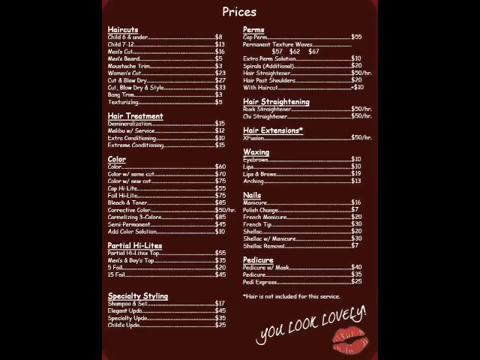 Prices
Haircuts
Child 6 & under $8
Child 7-12 $13
Men's Cut $16
Men's Beard $5
Moustache Trim $3
Women's Cut $23
Cut & Blow Dry $27
Cut, Blow Dry & Style $33
Bang Trim $3
Texturizing $5
Hair Treatment
Demineralization $15
Malibu w/ Service $12
Extra Conditioning $10
Extreme Conditioning $15
Color
Color $60
Color w/ same cut $70
Color w/ new cut $75
Cap Hi-Lite $55
Foil Hi-Lite $75
Bleach & Toner $85
Corrective Color $50/hr.
Carmelizing 3-Colors $85
Semi Permanent $45
Add Color Solution $10
Partial Hi-Lites
Partial Hi-Lites Top $55
Men's & Boy's Top $35
5 Foil $20
15 Foil $45
Specialty Styling
Shampoo & Set $17
Elegant Updo $45
Specialty Updo $35
Child's Updo $25
Perms
Cap Perm $55
Permanent Texture Waves
$57 $62 $67
Extra Perm Solution $10
Spirals (Additional) $20
Hair Straightener $50/hr.
Hair Past Shoulders $20
With Haircut -$10
Hair Straightening
Rusk Straightener $50/hr.
Chi Straightener $50/hr.
Hair Extensions*
XFusion $50/hr.
Waxing
Eyebrows $10
Lips $10
Lips & Brows $19
Arching $13
Nails
Manicure $16
Polish Change $7
French Manicure $20
French Tip $30
Shellac $20
Shellac w/ Manicure $30
Shellac Removal $7
Pedicure
Pedicure w/ Mask $40
Pedicure $35
Pedi Express $25
*Hair is not included for this service.
YOU LOOK LOVELY!